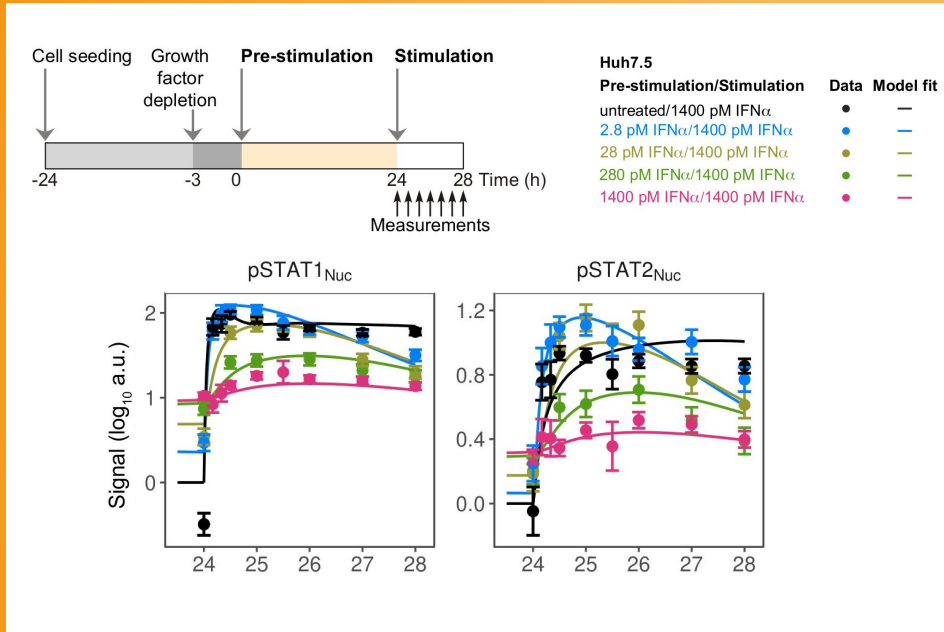 Cell seeding
Growth
factor
depletion
Pre-stimulation
Stimulation
-24
-3
0
24
28
Time (h)
Measurements
Huh7.5
Pre-stimulation/Stimulation Data Model fit
untreated/1400 pM IFNα
2.8 pM IFNα/1400 pM IFNα
28 pM IFNα/1400 pM IFNα
280 pM IFNα/1400 pM IFNα
1400 pM IFNα/1400 pM IFNα
Signal (log10 a.u.)
pSTAT1Nuc
2
1
0
24 25 26 27 28
pSTAT2Nuc
1.2
0.8
0.4
0.0
24 25 26 27 28